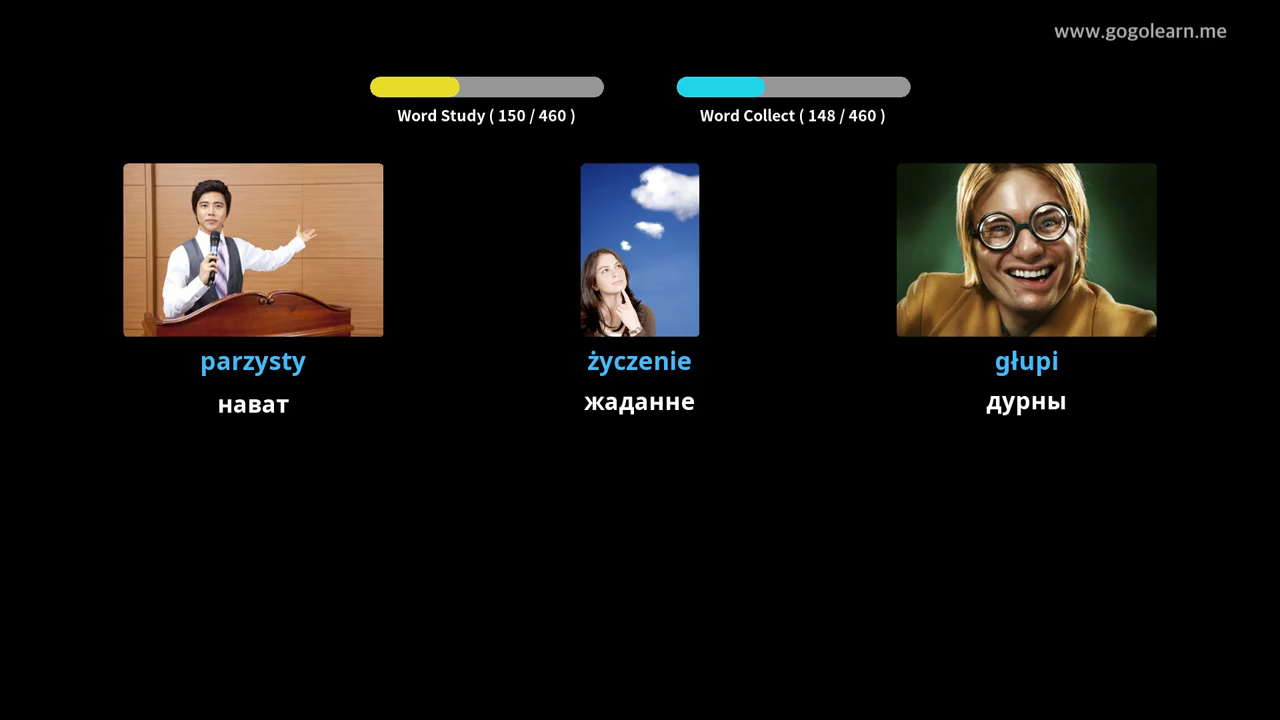 www.gogolearn.me
Word Study ( 150 / 460 )
Word Collect ( 148 / 460 )
parzysty
życzenie
głupi
нават
жаданне
дурны